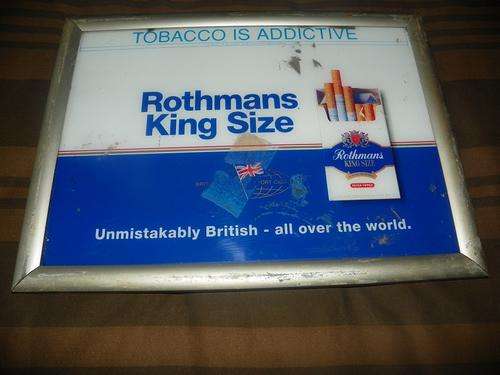 TOBACCO IS ADDICTIVE
Rothmans
King Size
Rothmans
KING SIZE
Unmistakably British - all over the world.